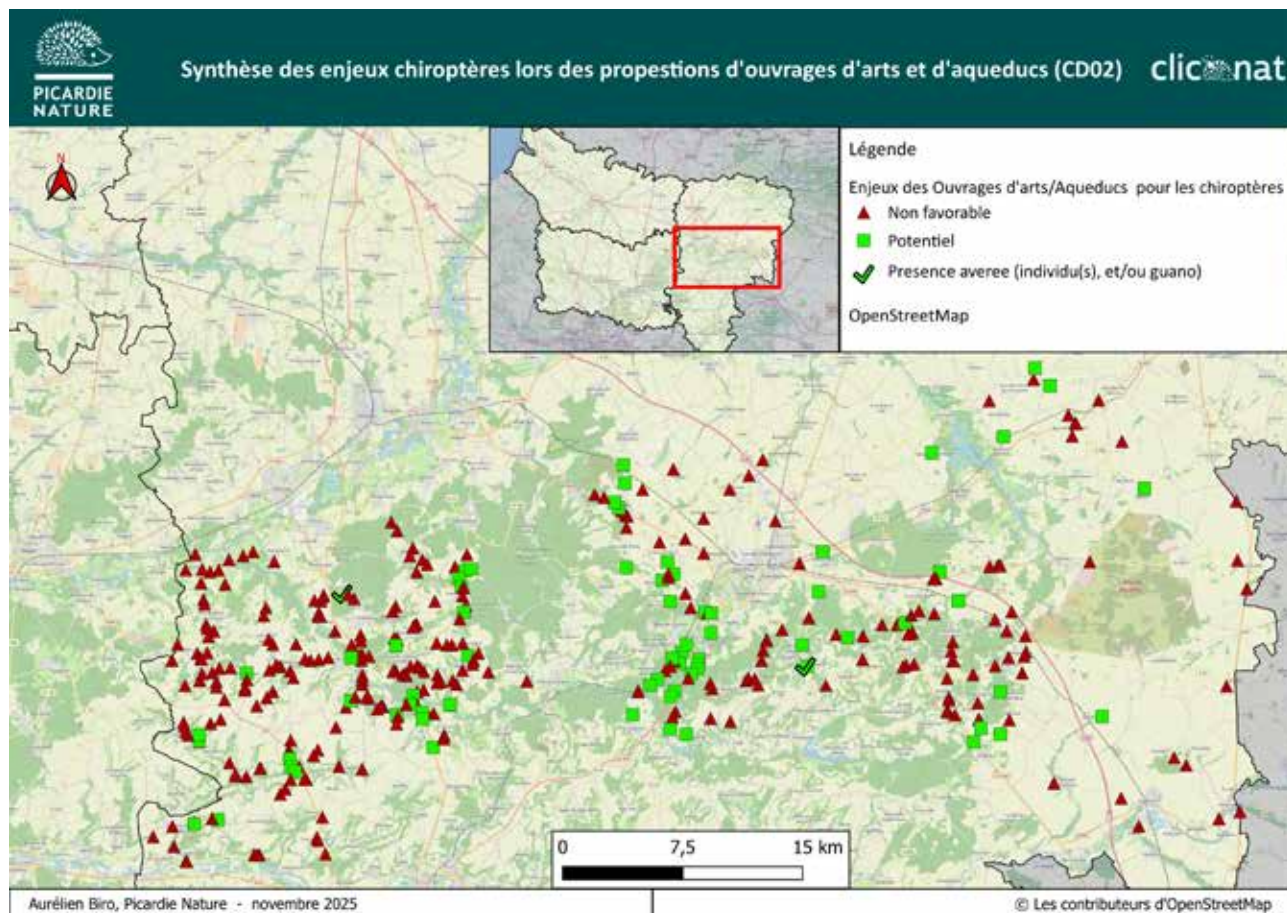 PICARDIE
NATURE
Synthèse des enjeux chiroptères lors des propestions d'ouvrages d'arts et d'aqueducs (CD02)
clic nat
N
Légende
Enjeux des Ouvrages d'arts/Aqueducs pour les chiroptères
Non favorable
Potentiel
Presence averee (individu(s), et/ou guano)
OpenStreetMap
0 7,5 15 km
Aurélien Biro, Picardie Nature - novembre 2025
© Les contributeurs d'OpenStreetMap